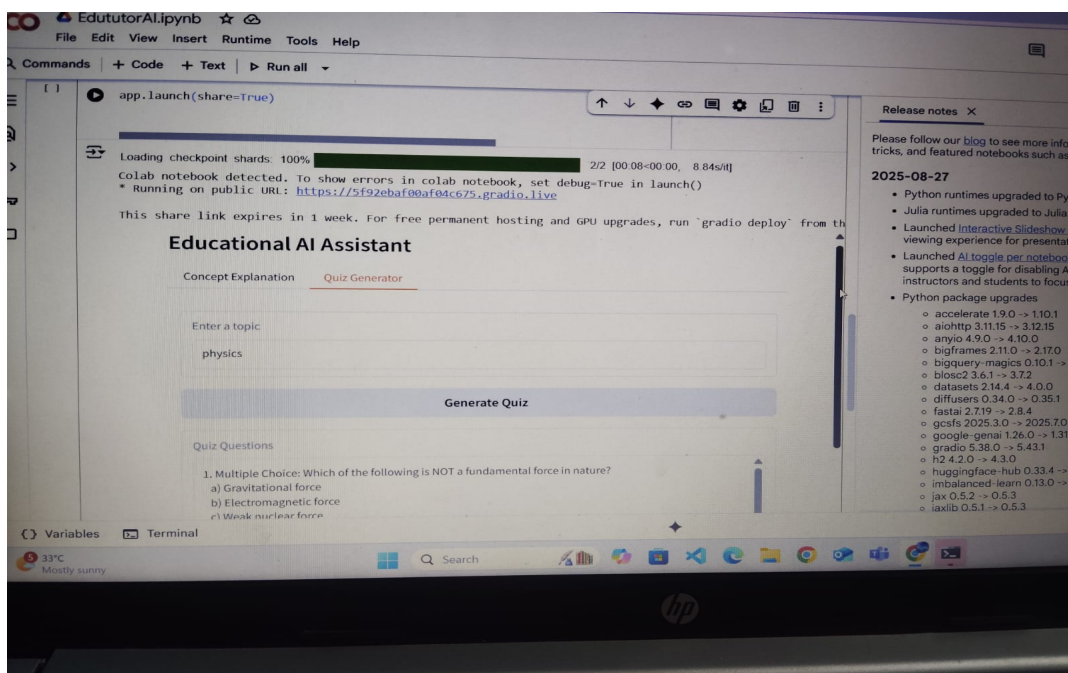 EdututorAI.ipynb
File Edit View Insert Runtime Tools Help
Commands + Code + Text Run all
[ ]
app.launch(share=True)
Loading checkpoint shards: 100% 2/2 [00:08<00:00, 8.84s/it]
Colab notebook detected. To show errors in colab notebook, set debug=True in launch()
* Running on public URL: https://5f92ebaf00af04c675.gradio.live
This share link expires in 1 week. For free permanent hosting and GPU upgrades, run `gradio deploy` from th
Educational AI Assistant
Concept Explanation Quiz Generator
Enter a topic
physics
Generate Quiz
Quiz Questions
1. Multiple Choice: Which of the following is NOT a fundamental force in nature?
a) Gravitational force
b) Electromagnetic force
c) Weak nuclear force
Release notes
Please follow our blog to see more info
tricks, and featured notebooks such as
2025-08-27
• Python runtimes upgraded to Py
• Julia runtimes upgraded to Julia
• Launched Interactive Slideshow
viewing experience for presenta
• Launched AI toggle per noteboo
supports a toggle for disabling A
instructors and students to focu
• Python package upgrades
accelerate 1.9.0 -> 1.10.1
aiohttp 3.11.15 -> 3.12.15
anyio 4.9.0 -> 4.10.0
bigframes 2.11.0 -> 2.17.0
bigquery-magics 0.10.1 ->
blosc2 3.6.1 -> 3.7.2
datasets 2.14.4 -> 4.0.0
diffusers 0.34.0 -> 0.35.1
fastai 2.7.19 -> 2.8.4
gcsfs 2025.3.0 -> 2025.7.0
google-genai 1.26.0 -> 1.31
gradio 5.38.0 -> 5.43.1
h2 4.2.0 -> 4.3.0
huggingface-hub 0.33.4 ->
imbalanced-learn 0.13.0 ->
jax 0.5.2 -> 0.5.3
jaxlib 0.5.1 -> 0.5.3
{} Variables Terminal
5 33°C
Mostly sunny
Search
hp